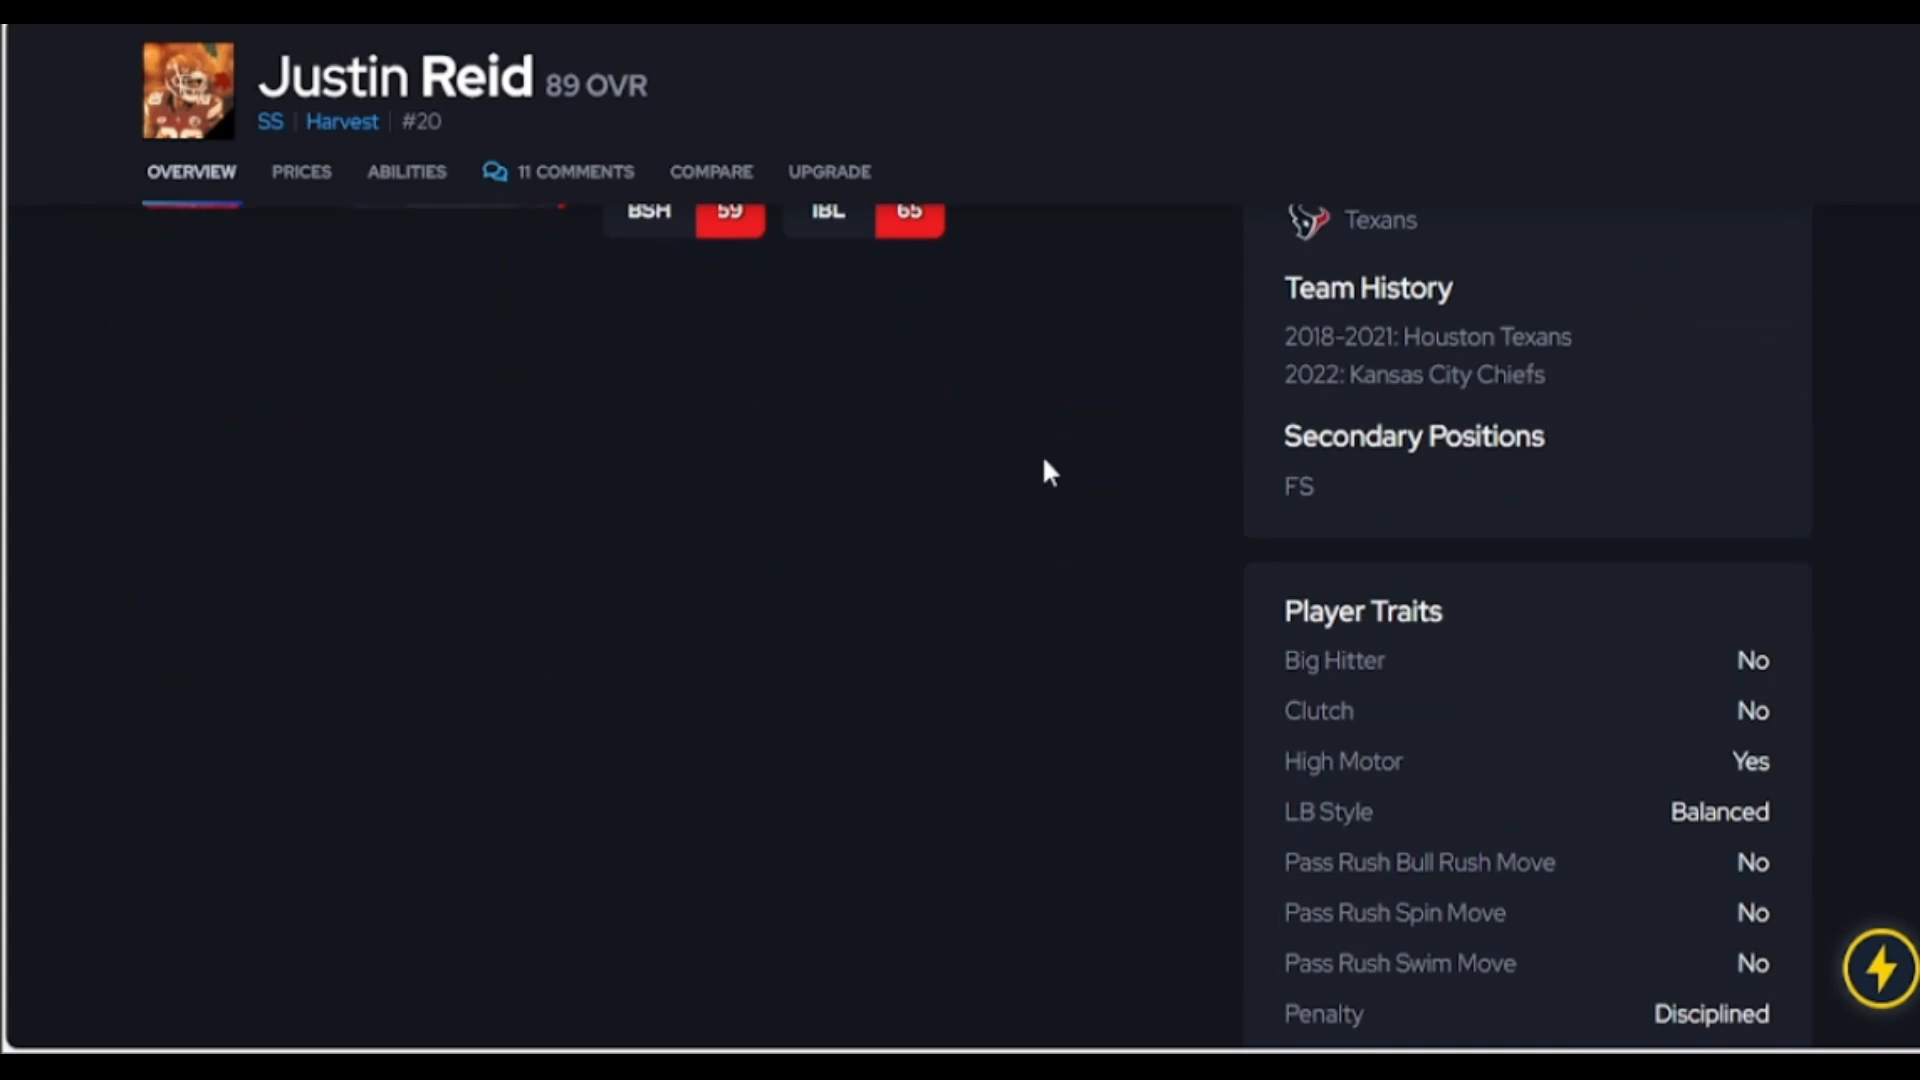 Justin Reid 89 OVR
SS | Harvest | #20
OVERVIEW PRICES ABILITIES 11 COMMENTS COMPARE UPGRADE
BSH 59 IBL 65
Texans
Team History
2018-2021: Houston Texans
2022: Kansas City Chiefs
Secondary Positions
FS
Player Traits
Big Hitter No
Clutch No
High Motor Yes
LB Style Balanced
Pass Rush Bull Rush Move No
Pass Rush Spin Move No
Pass Rush Swim Move No
Penalty Disciplined